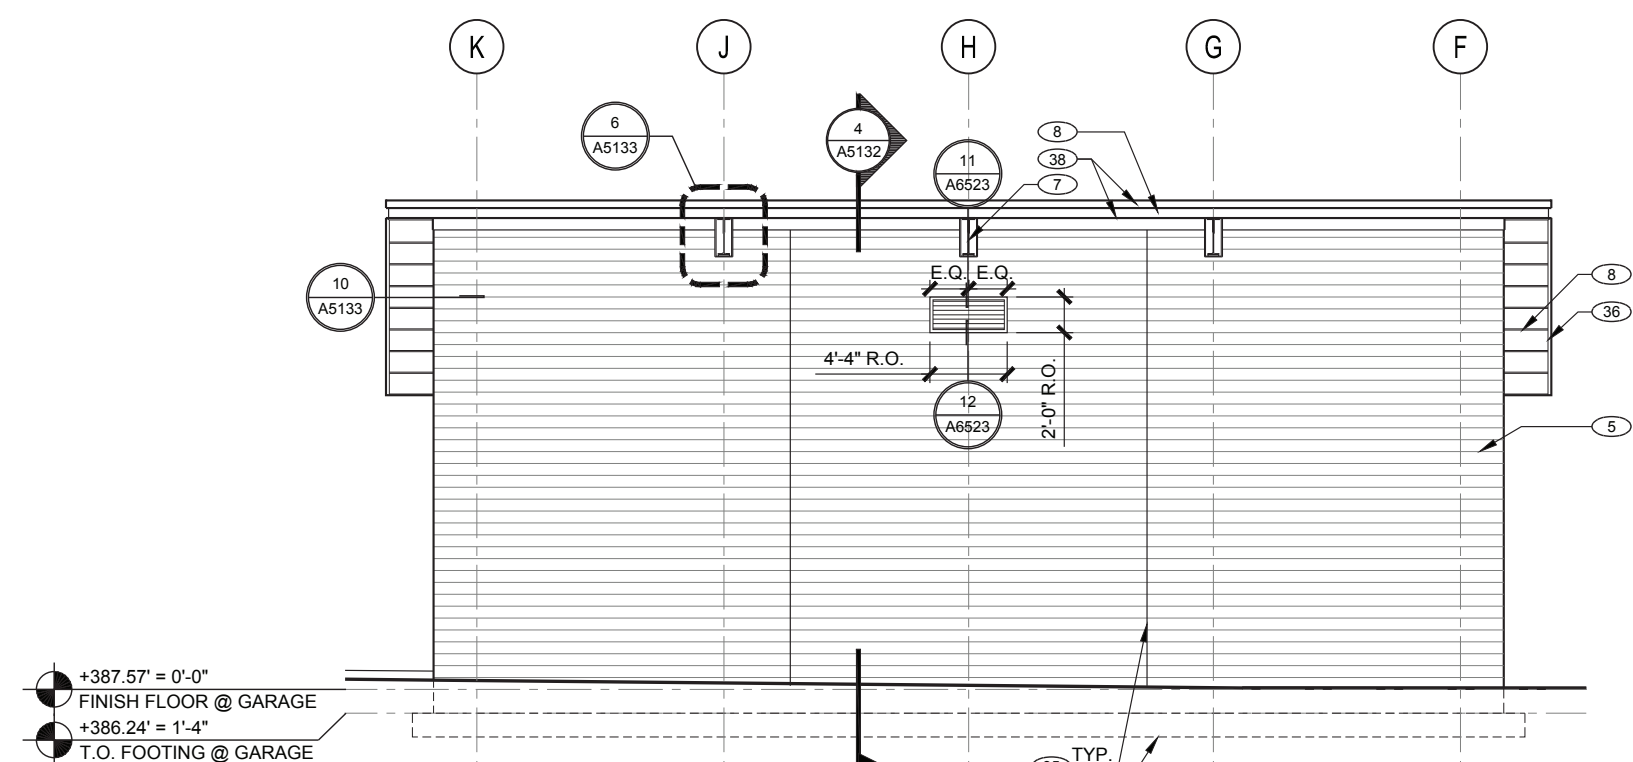 K
J
H
G
F
6
A5133
4
A5132
11
A6523
8
38
7
10
A5133
E.Q.
E.Q.
8
36
4'-4" R.O.
2'-0" R.O.
12
A6523
5
+387.57' = 0'-0"
FINISH FLOOR @ GARAGE
+386.24' = 1'-4"
T.O. FOOTING @ GARAGE
TYP.